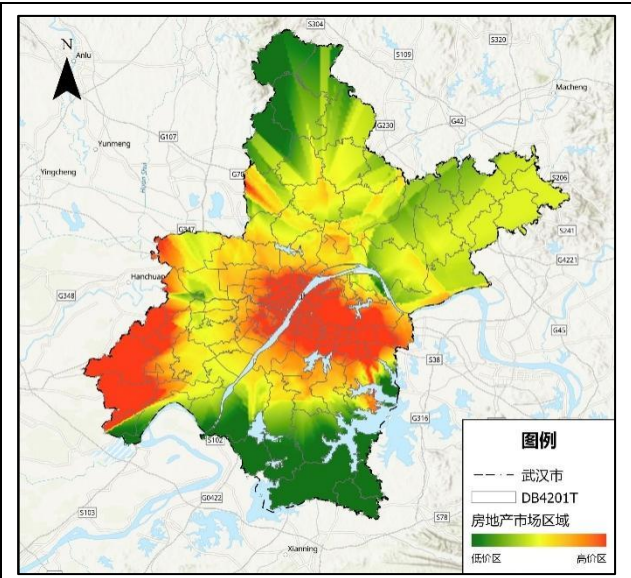 S304
N
Anlu
S109
S320
Macheng
G107
G230
G42
Yunmeng
Yingcheng
G70
S206
G347
S241
G4221
Hanchuan
G348
G45
S38
G316
S102
图例
武汉市
DB4201T
房地产市场区域
低价区 高价区
G0422
S103
S78
Xianning